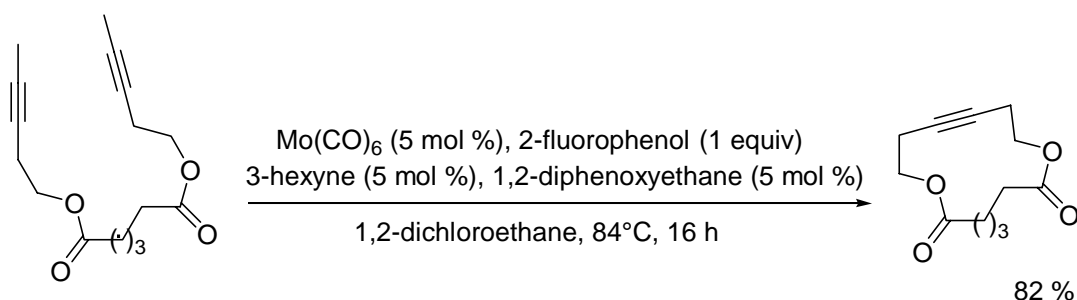 Mo(CO)6 (5 mol %), 2-fluorophenol (1 equiv)
3-hexyne (5 mol %), 1,2-diphenoxyethane (5 mol %)
1,2-dichloroethane, 84°C, 16 h
O
O
O
O
( )3
O
O
O
O
( )3
82 %